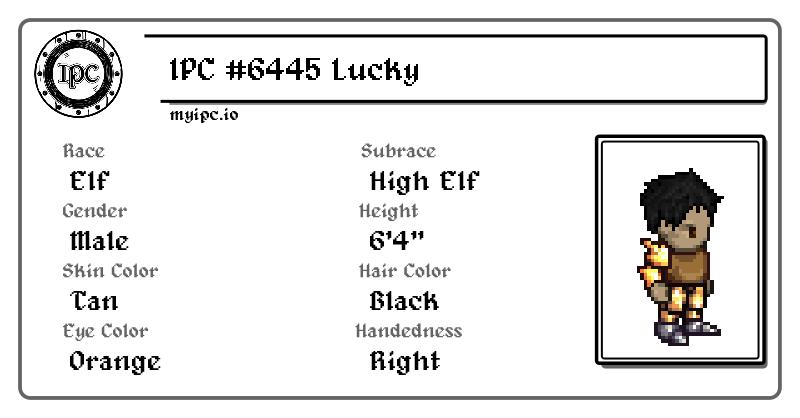 IPC
IPC #6445 Lucky
myipc.io
Race
Elf
Subrace
High Elf
Gender
Male
Height
6'4"
Skin Color
Tan
Hair Color
Black
Eye Color
Orange
Handedness
Right